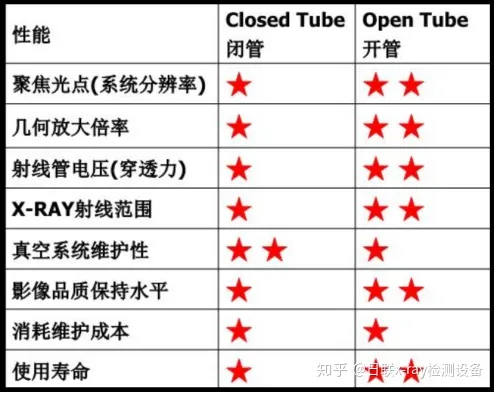 性能 Closed Tube Open Tube
闭管 开管
聚焦光点(系统分辨率)
几何放大倍率
射线管电压(穿透力)
X-RAY射线范围
真空系统维护性
影像品质保持水平
消耗维护成本
使用寿命
知乎 @日联x-ray检测设备